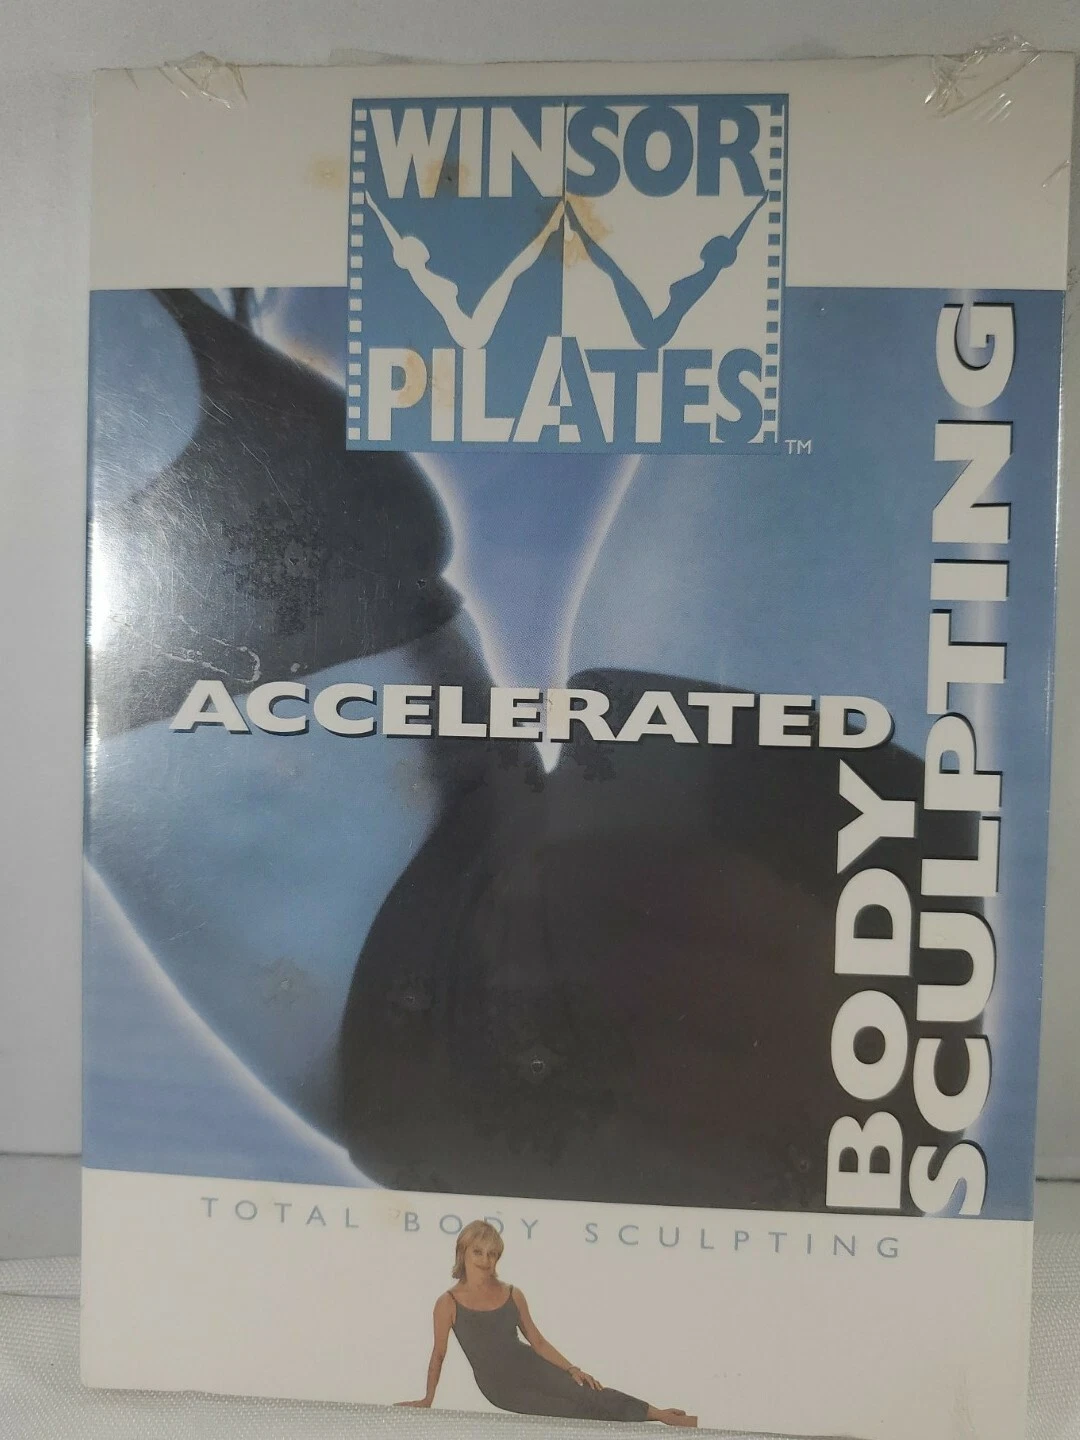 WINSOR
PILATES
TM
ACCELERATED
BODY
SCULPTING
TOTAL BODY SCULPTING